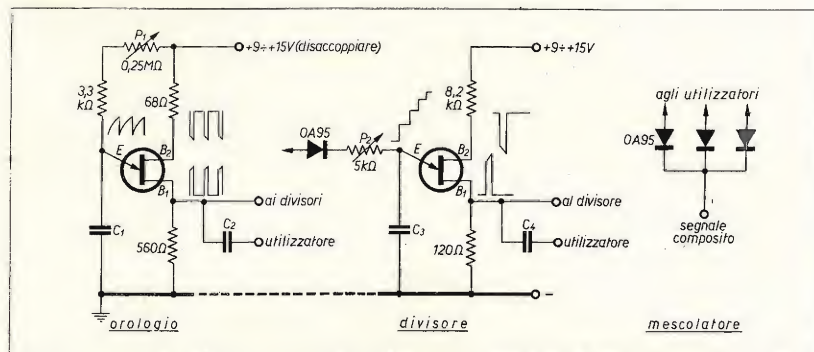 P1
0,25MΩ
+9÷+15V(disaccoppiare)
3,3
kΩ
68Ω
E
B2
B1
ai divisori
C1
C2
utilizzatore
560Ω
orologio
OA95
P2
5kΩ
+9÷+15V
8,2
kΩ
E
B2
B1
al divisore
C3
C4
utilizzatore
120Ω
−
divisore
agli utilizzatori
OA95
segnale
composito
mescolatore